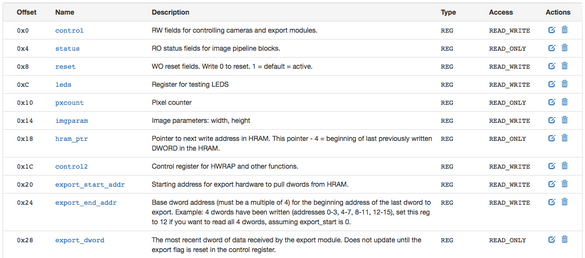 Offset Name Description Type Access Actions
0x0 control RW fields for controlling cameras and export modules. REG READ_WRITE
0x4 status RO status fields for image pipeline blocks. REG READ_ONLY
0x8 reset WO reset fields. Write 0 to reset. 1 = default = active. REG READ_WRITE
0xC leds Register for testing LEDS REG READ_WRITE
0x10 pxcount Pixel counter REG READ_ONLY
0x14 imgparam Image parameters: width, height REG READ_WRITE
0x18 hram_ptr Pointer to next write address in HRAM. This pointer - 4 = beginning of last previously written REG READ_ONLY
DWORD in the HRAM.
0x1C control2 Control register for HWRAP and other functions. REG READ_WRITE
0x20 export_start_addr Starting address for export hardware to pull dwords from HRAM. REG READ_WRITE
0x24 export_end_addr Base dword address (must be a multiple of 4) for the beginning address of the last dword to REG READ_WRITE
export. Example: 4 dwords have been written (addresses 0-3, 4-7, 8-11, 12-15), set this reg
to 12 if you want to read all 4 dwords, assuming export_start is 0.
0x28 export_dword The most recent dword of data received by the export module. Does not update until the REG READ_ONLY
export flag is reset in the control register.